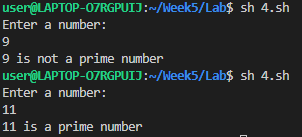 user@LAPTOP-O7RGPUIJ:~/Week5/Lab$ sh 4.sh
Enter a number:
9
9 is not a prime number
user@LAPTOP-O7RGPUIJ:~/Week5/Lab$ sh 4.sh
Enter a number:
11
11 is a prime number